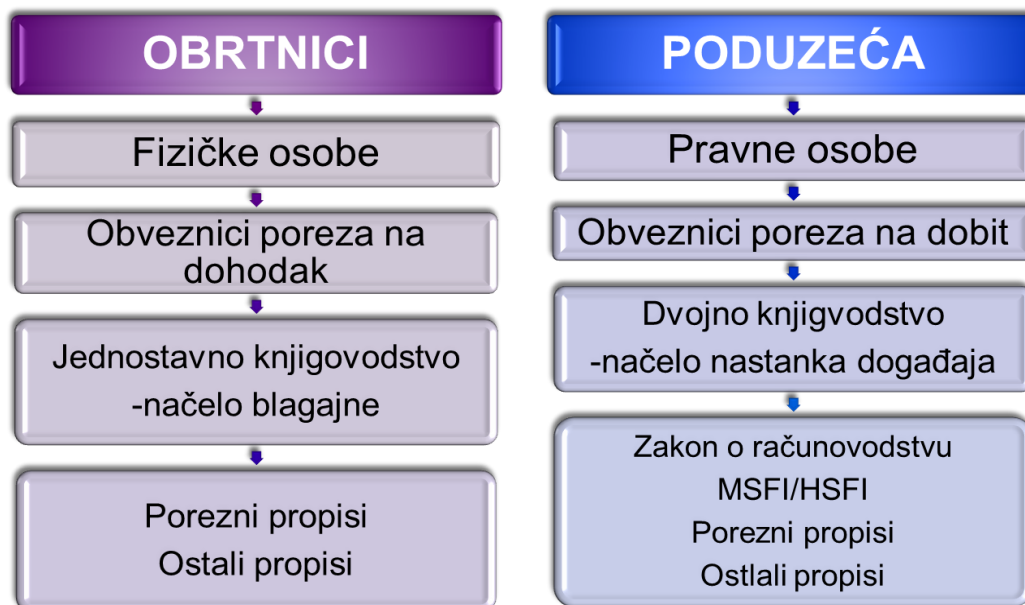 OBRTNICI
Fizičke osobe
Obveznici poreza na
dohodak
Jednostavno knjigovodstvo
-načelo blagajne
Porezni propisi
Ostali propisi
PODUZEĆA
Pravne osobe
Obveznici poreza na dobit
Dvojno knjigvodstvo
-načelo nastanka događaja
Zakon o računovodstvu
MSFI/HSFI
Porezni propisi
Ostlali propisi